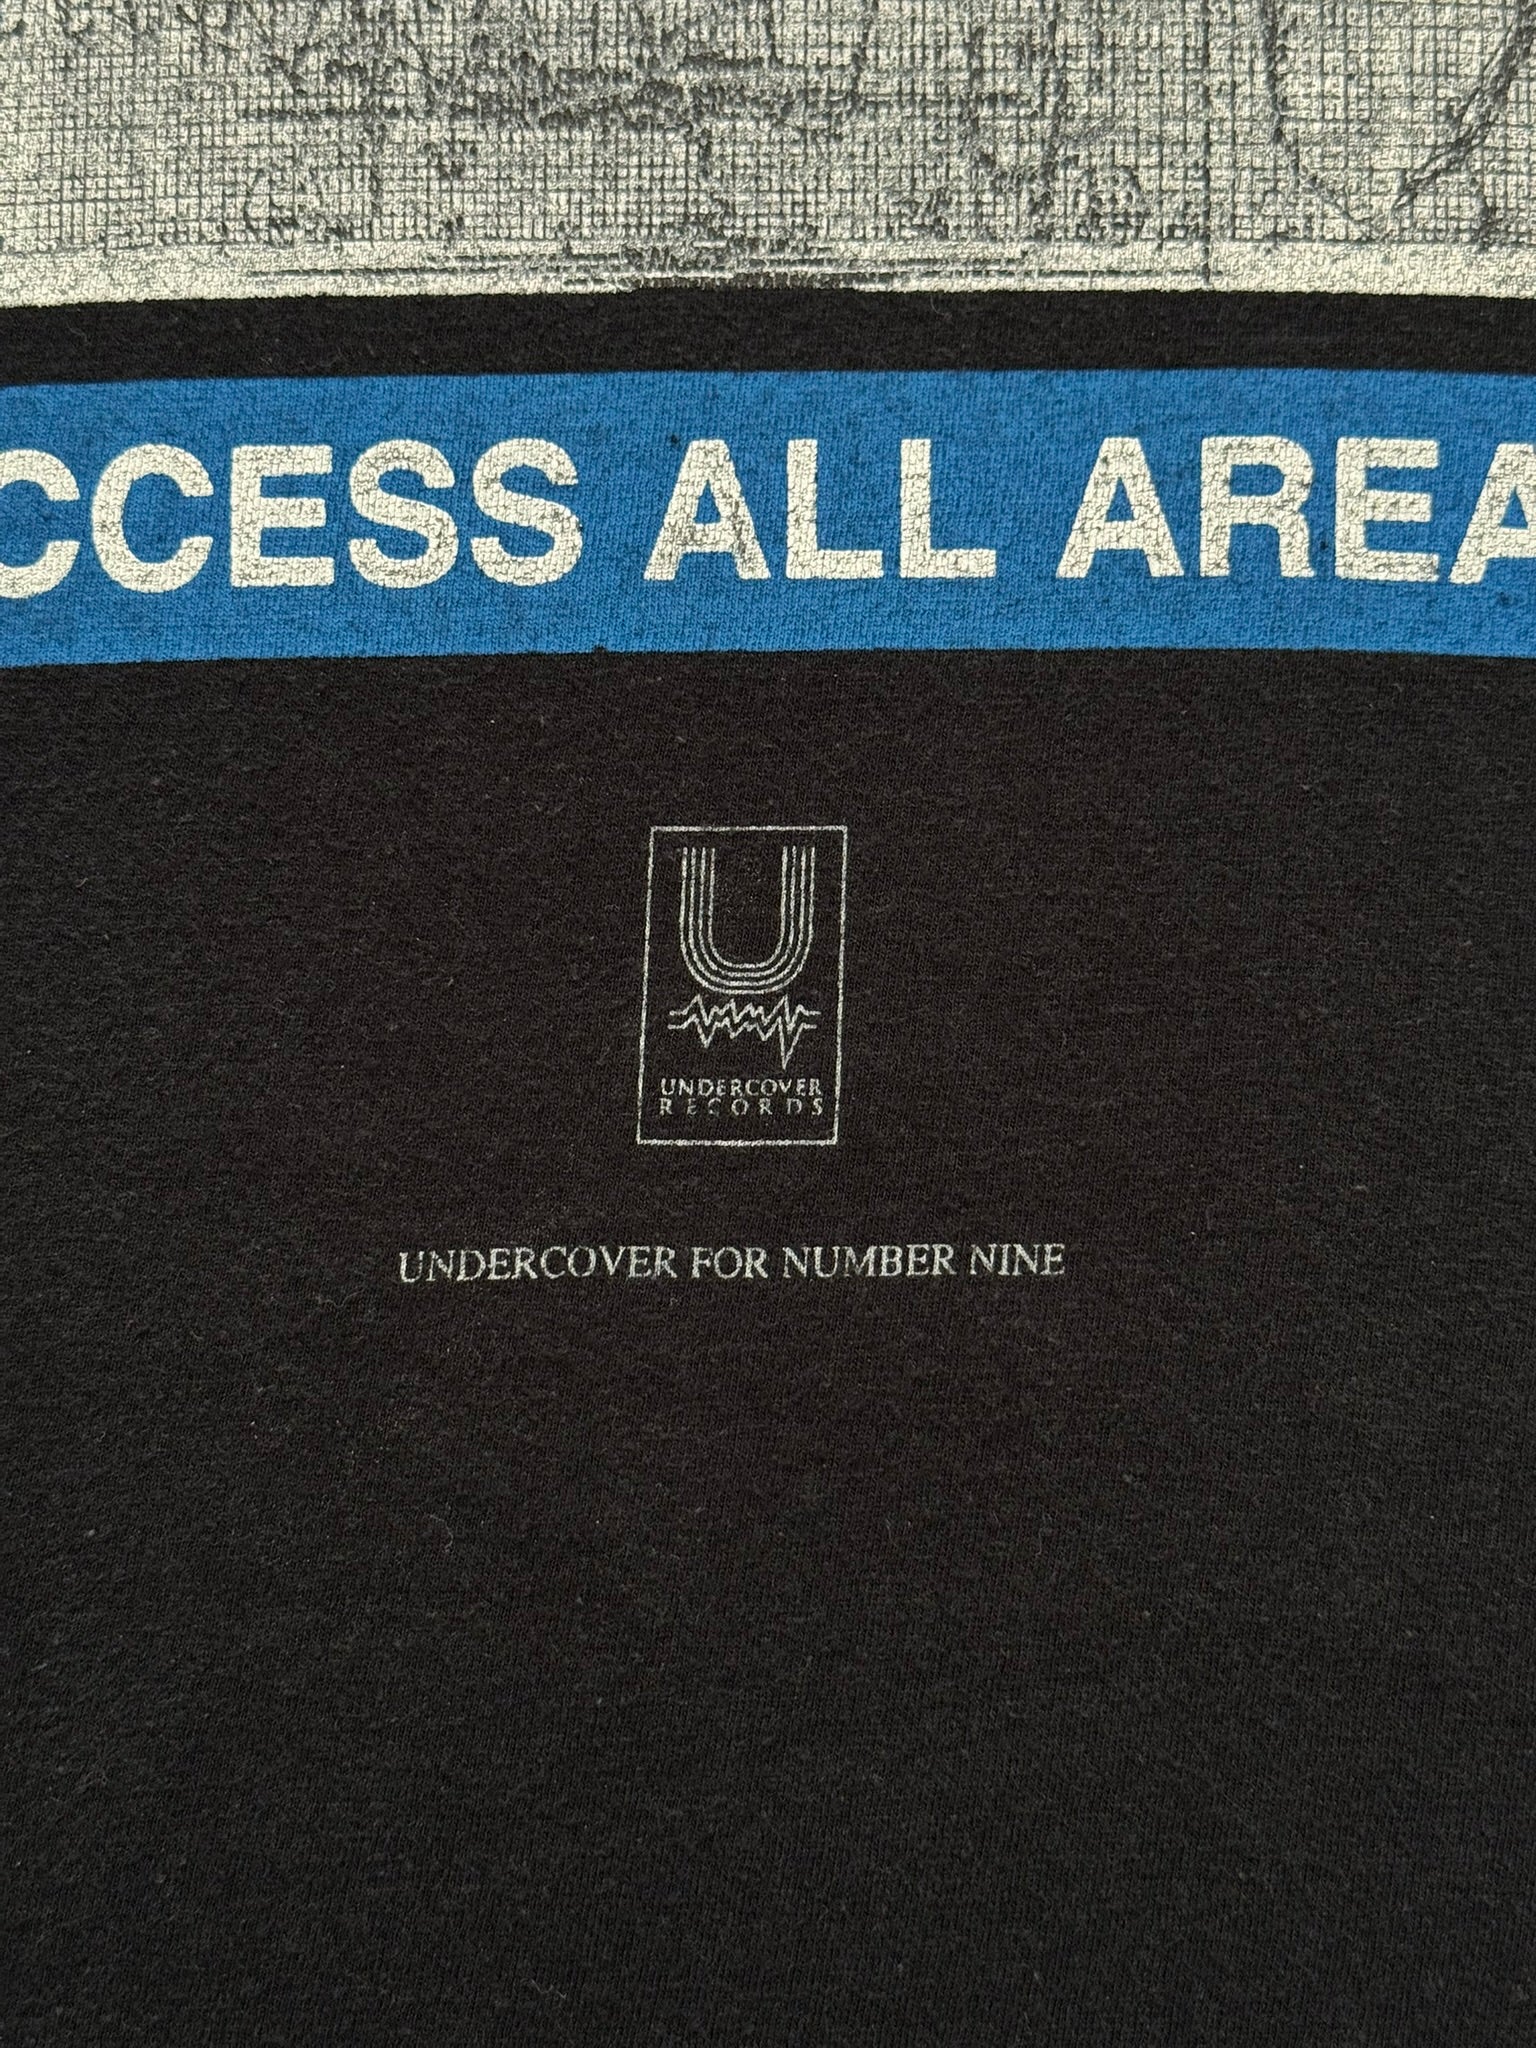 CCESS ALL AREA
UNDERCOVER
RECORDS
UNDERCOVER FOR NUMBER NINE